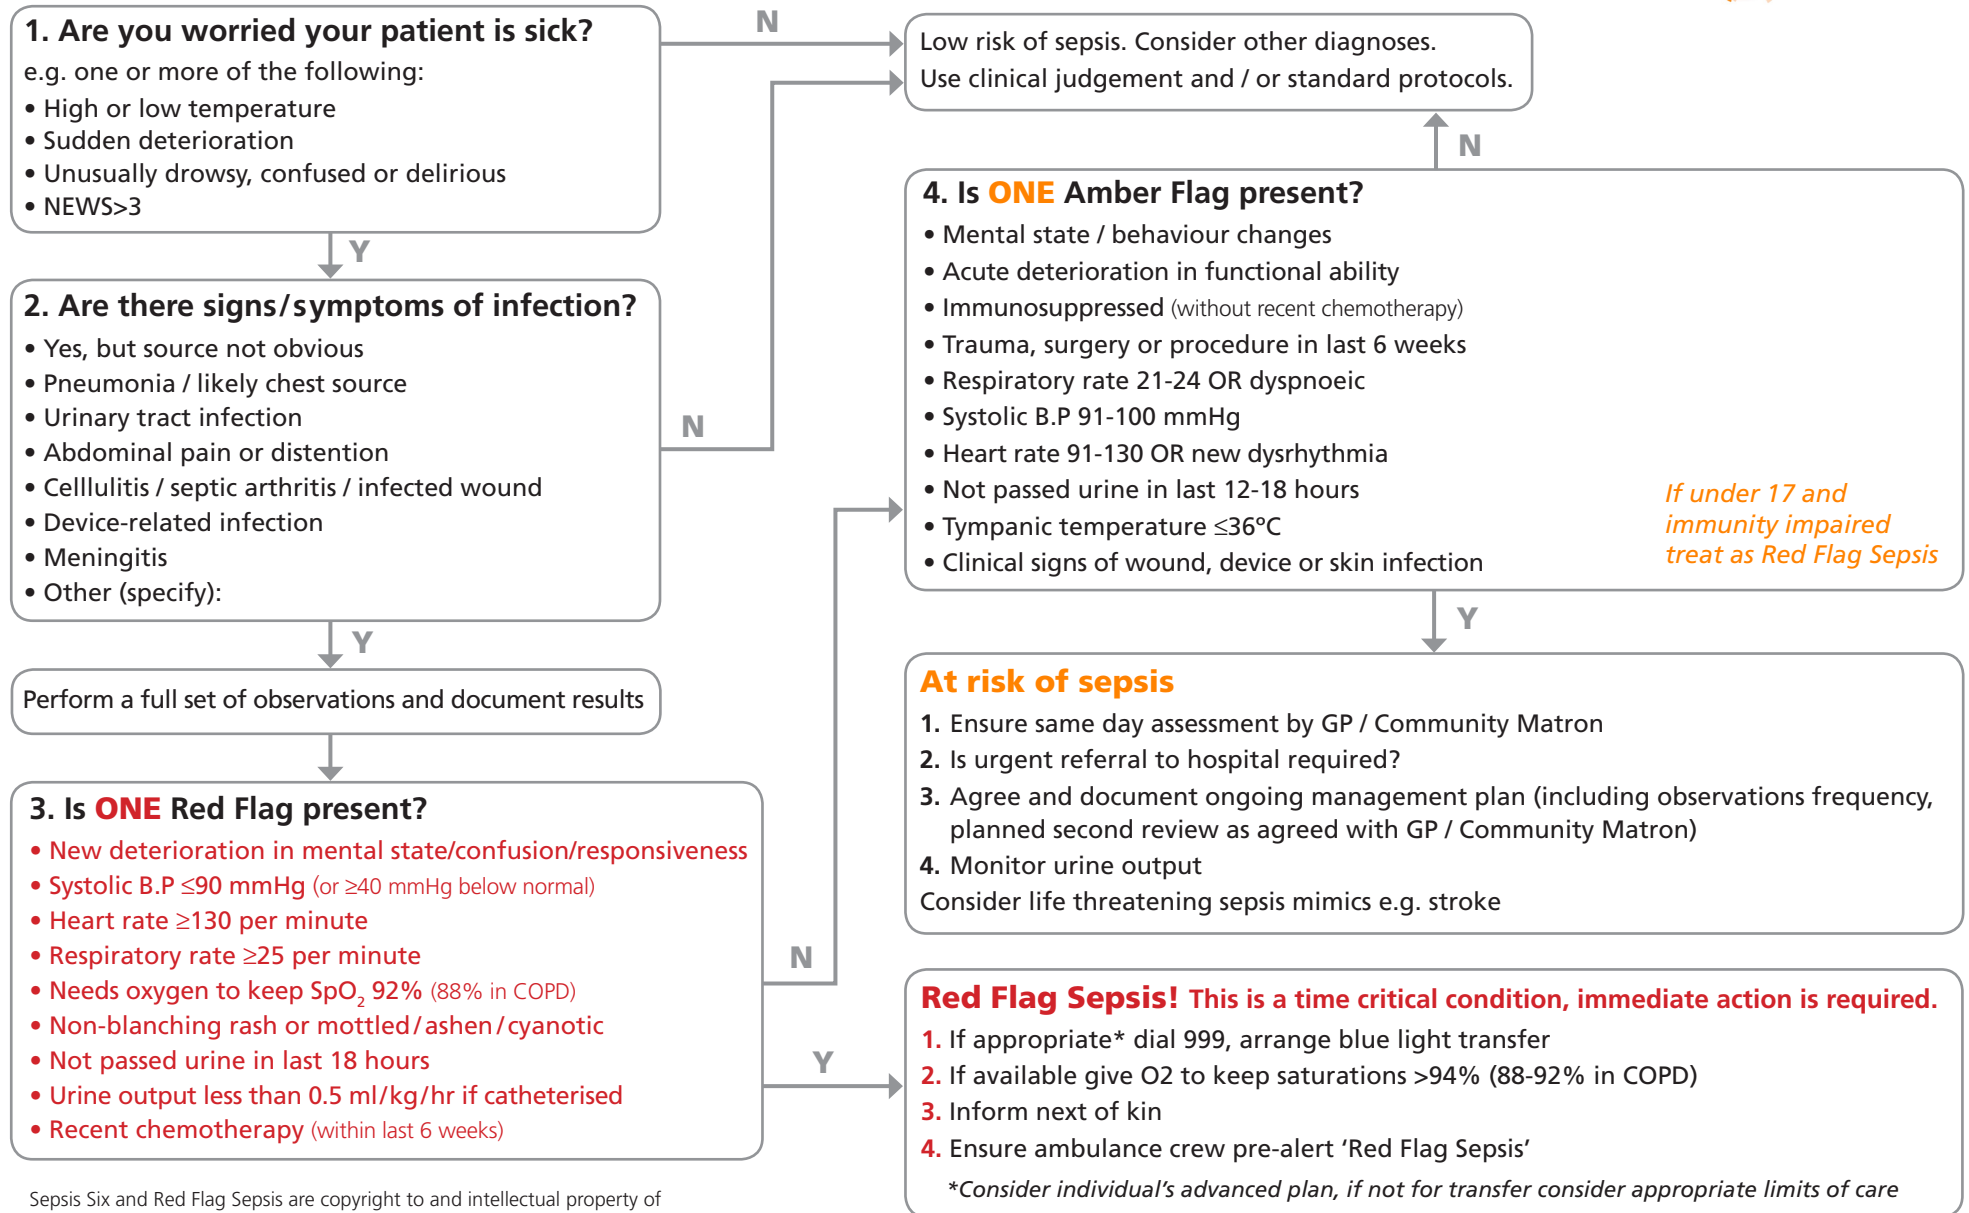 1. Are you worried your patient is sick?
e.g. one or more of the following:
• High or low temperature
• Sudden deterioration
• Unusually drowsy, confused or delirious
• NEWS>3
N
Low risk of sepsis. Consider other diagnoses.
Use clinical judgement and / or standard protocols.
Y
2. Are there signs/symptoms of infection?
• Yes, but source not obvious
• Pneumonia / likely chest source
• Urinary tract infection
• Abdominal pain or distention
• Celllulitis / septic arthritis / infected wound
• Device-related infection
• Meningitis
• Other (specify):
N
Y
Perform a full set of observations and document results
3. Is ONE Red Flag present?
• New deterioration in mental state/confusion/responsiveness
• Systolic B.P ≤90 mmHg (or ≥40 mmHg below normal)
• Heart rate ≥130 per minute
• Respiratory rate ≥25 per minute
• Needs oxygen to keep SpO2 92% (88% in COPD)
• Non-blanching rash or mottled/ashen/cyanotic
• Not passed urine in last 18 hours
• Urine output less than 0.5 ml/kg/hr if catheterised
• Recent chemotherapy (within last 6 weeks)
N
Y
N
4. Is ONE Amber Flag present?
• Mental state / behaviour changes
• Acute deterioration in functional ability
• Immunosuppressed (without recent chemotherapy)
• Trauma, surgery or procedure in last 6 weeks
• Respiratory rate 21-24 OR dyspnoeic
• Systolic B.P 91-100 mmHg
• Heart rate 91-130 OR new dysrhythmia
• Not passed urine in last 12-18 hours
• Tympanic temperature ≤36ºC
• Clinical signs of wound, device or skin infection
If under 17 and
immunity impaired
treat as Red Flag Sepsis
Y
At risk of sepsis
1. Ensure same day assessment by GP / Community Matron
2. Is urgent referral to hospital required?
3. Agree and document ongoing management plan (including observations frequency,
planned second review as agreed with GP / Community Matron)
4. Monitor urine output
Consider life threatening sepsis mimics e.g. stroke
Red Flag Sepsis! This is a time critical condition, immediate action is required.
1. If appropriate* dial 999, arrange blue light transfer
2. If available give O2 to keep saturations >94% (88-92% in COPD)
3. Inform next of kin
4. Ensure ambulance crew pre-alert ‘Red Flag Sepsis’
*Consider individual’s advanced plan, if not for transfer consider appropriate limits of care
Sepsis Six and Red Flag Sepsis are copyright to and intellectual property of